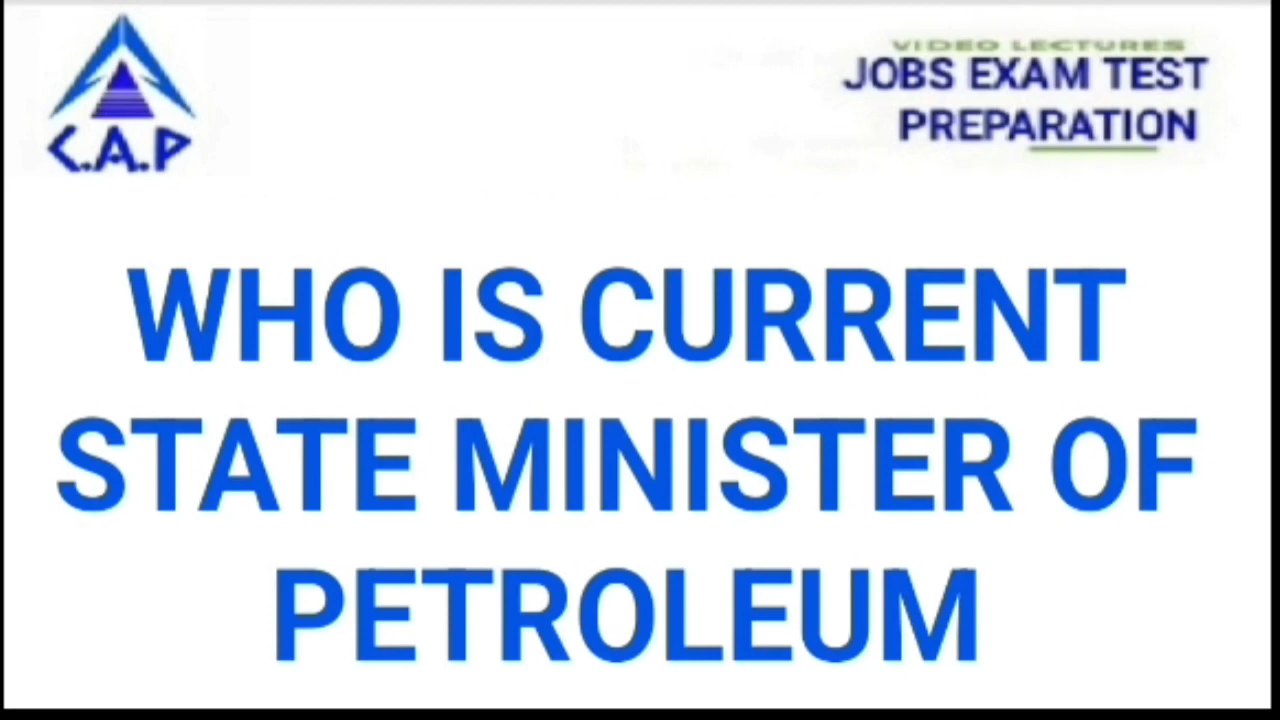 C.A.P
VIDEO LECTURES
JOBS EXAM TEST
PREPARATION
WHO IS CURRENT
STATE MINISTER OF
PETROLEUM